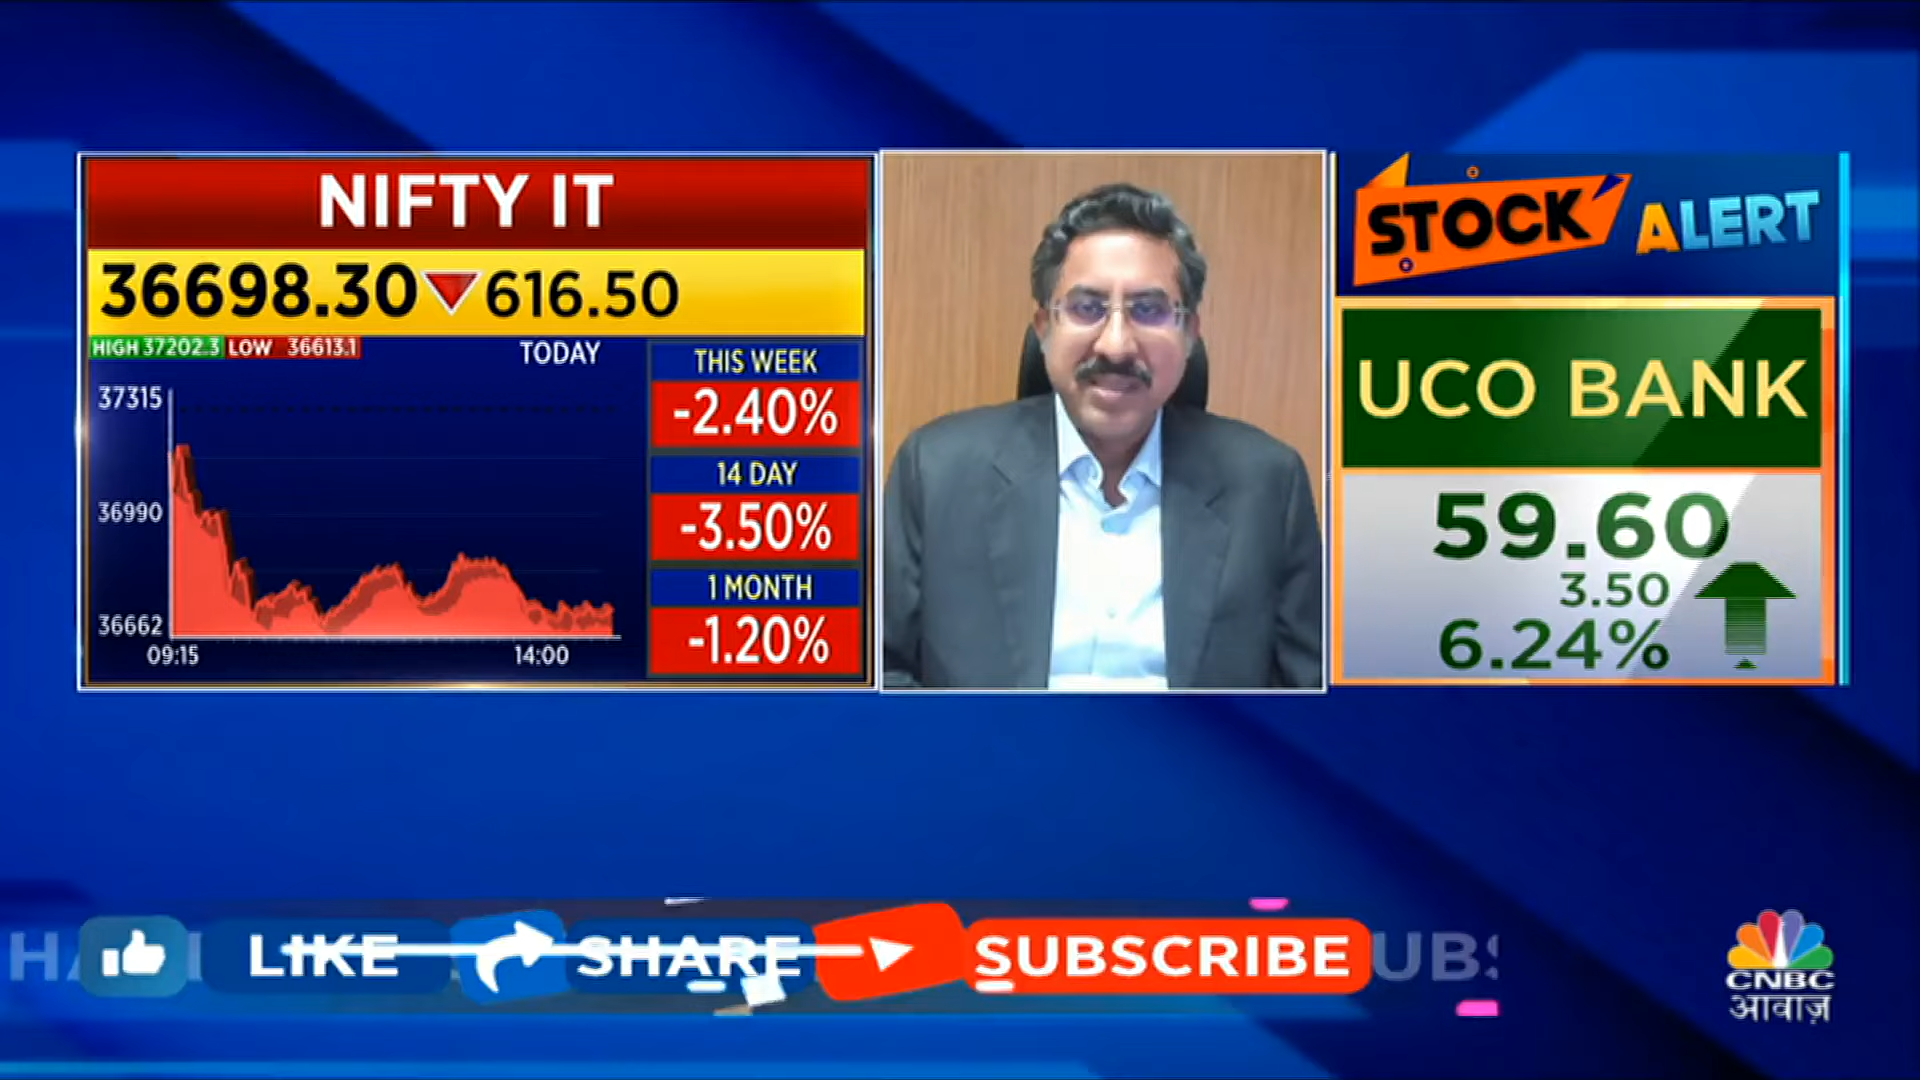 NIFTY IT
36698.30 616.50
HIGH 37202.3 LOW 36613.1
TODAY
37315
36990
36662
09:15 14:00
THIS WEEK
-2.40%
14 DAY
-3.50%
1 MONTH
-1.20%
STOCK ALERT
UCO BANK
59.60
3.50
6.24%
LIKE SHARE SUBSCRIBE
CNBC
आवाज़